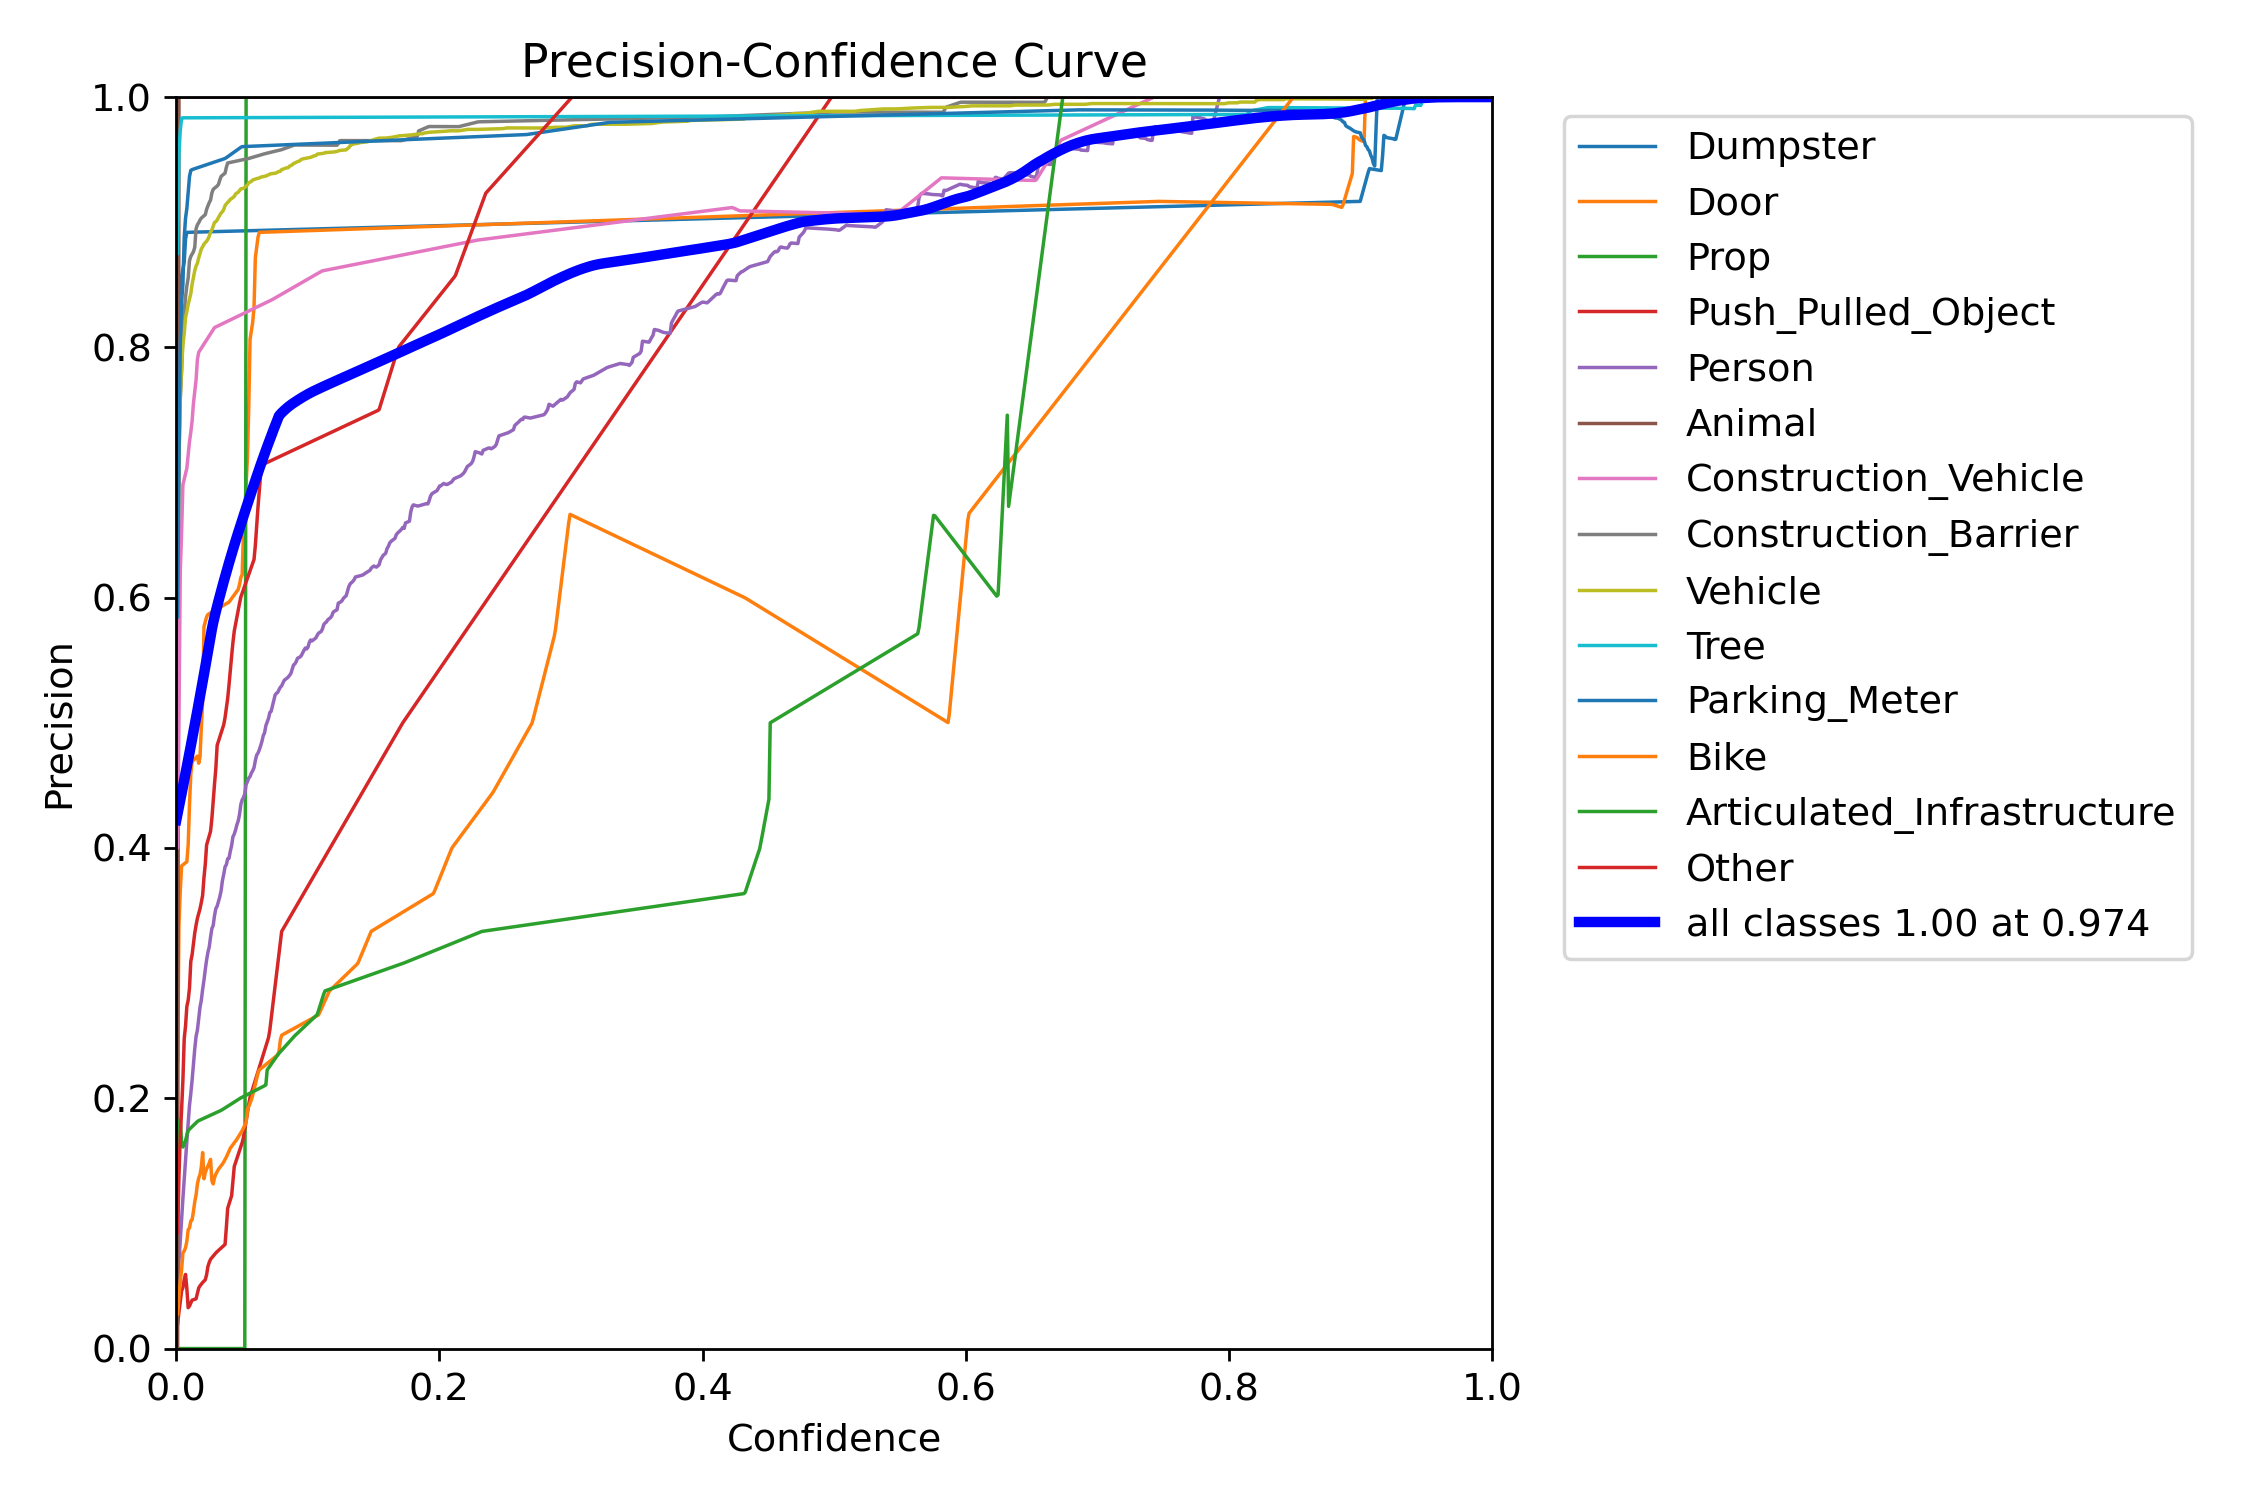 Precision-Confidence Curve
1.0
0.8
0.6
0.4
0.2
0.0
Precision
0.0 0.2 0.4 0.6 0.8 1.0
Confidence
Dumpster
Door
Prop
Push_Pulled_Object
Person
Animal
Construction_Vehicle
Construction_Barrier
Vehicle
Tree
Parking_Meter
Bike
Articulated_Infrastructure
Other
all classes 1.00 at 0.974